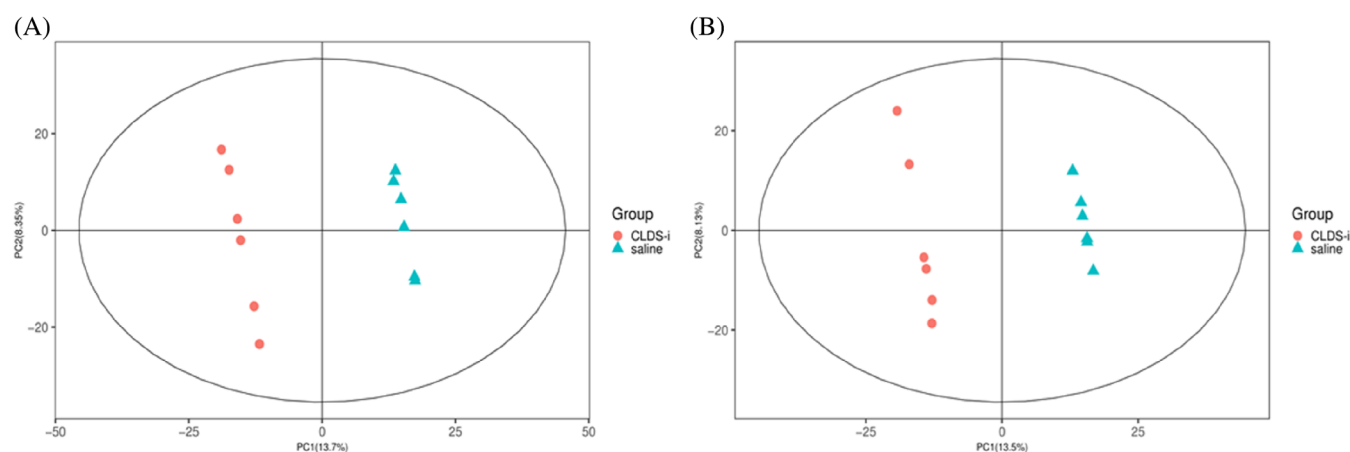 (A)
20
0
−20
PC2(8.35%)
−50
−25
0
25
50
PC1(13.7%)
Group
CLDS-i
saline
(B)
20
0
−20
PC2(8.13%)
−25
0
25
PC1(13.5%)
Group
CLDS-i
saline